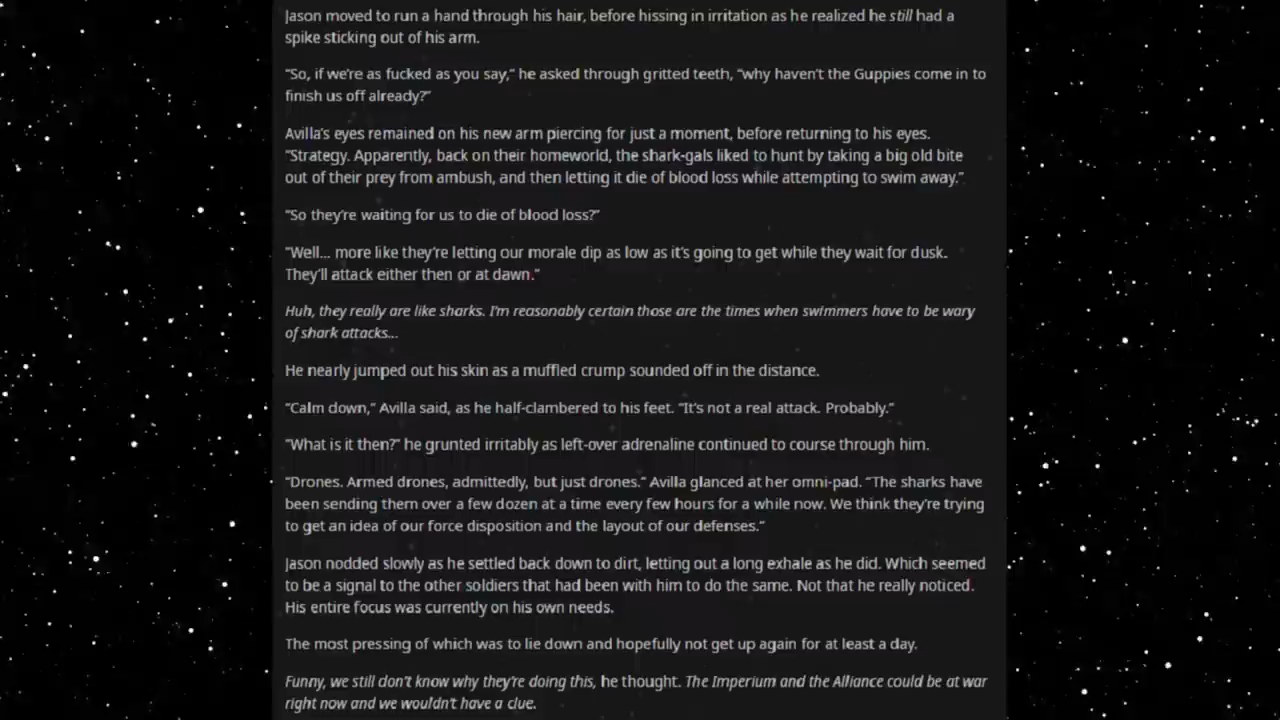 Jason moved to run a hand through his hair, before hissing in irritation as he realized he still had a
spike sticking out of his arm.
“So, if we’re as fucked as you say,” he asked through gritted teeth, “why haven’t the Guppies come in to
finish us off already?”
Avilla’s eyes remained on his new arm piercing for just a moment, before returning to his eyes.
“Strategy. Apparently, back on their homeworld, the shark-gals liked to hunt by taking a big old bite
out of their prey from ambush, and then letting it die of blood loss while attempting to swim away.”
“So they’re waiting for us to die of blood loss?”
“Well... more like they’re letting our morale dip as low as it’s going to get while they wait for dusk.
They’ll attack either then or at dawn.”
Huh, they really are like sharks. I’m reasonably certain those are the times when swimmers have to be wary
of shark attacks...
He nearly jumped out his skin as a muffled crump sounded off in the distance.
“Calm down,” Avilla said, as he half-clambered to his feet. “It’s not a real attack. Probably.”
“What is it then?” he grunted irritably as left-over adrenaline continued to course through him.
“Drones. Armed drones, admittedly, but just drones.” Avilla glanced at her omni-pad. “The sharks have
been sending them over a few dozen at a time every few hours for a while now. We think they’re trying
to get an idea of our force disposition and the layout of our defenses.”
Jason nodded slowly as he settled back down to dirt, letting out a long exhale as he did. Which seemed
to be a signal to the other soldiers that had been with him to do the same. Not that he really noticed.
His entire focus was currently on his own needs.
The most pressing of which was to lie down and hopefully not get up again for at least a day.
Funny, we still don’t know why they’re doing this, he thought. The Imperium and the Alliance could be at war
right now and we wouldn’t have a clue.